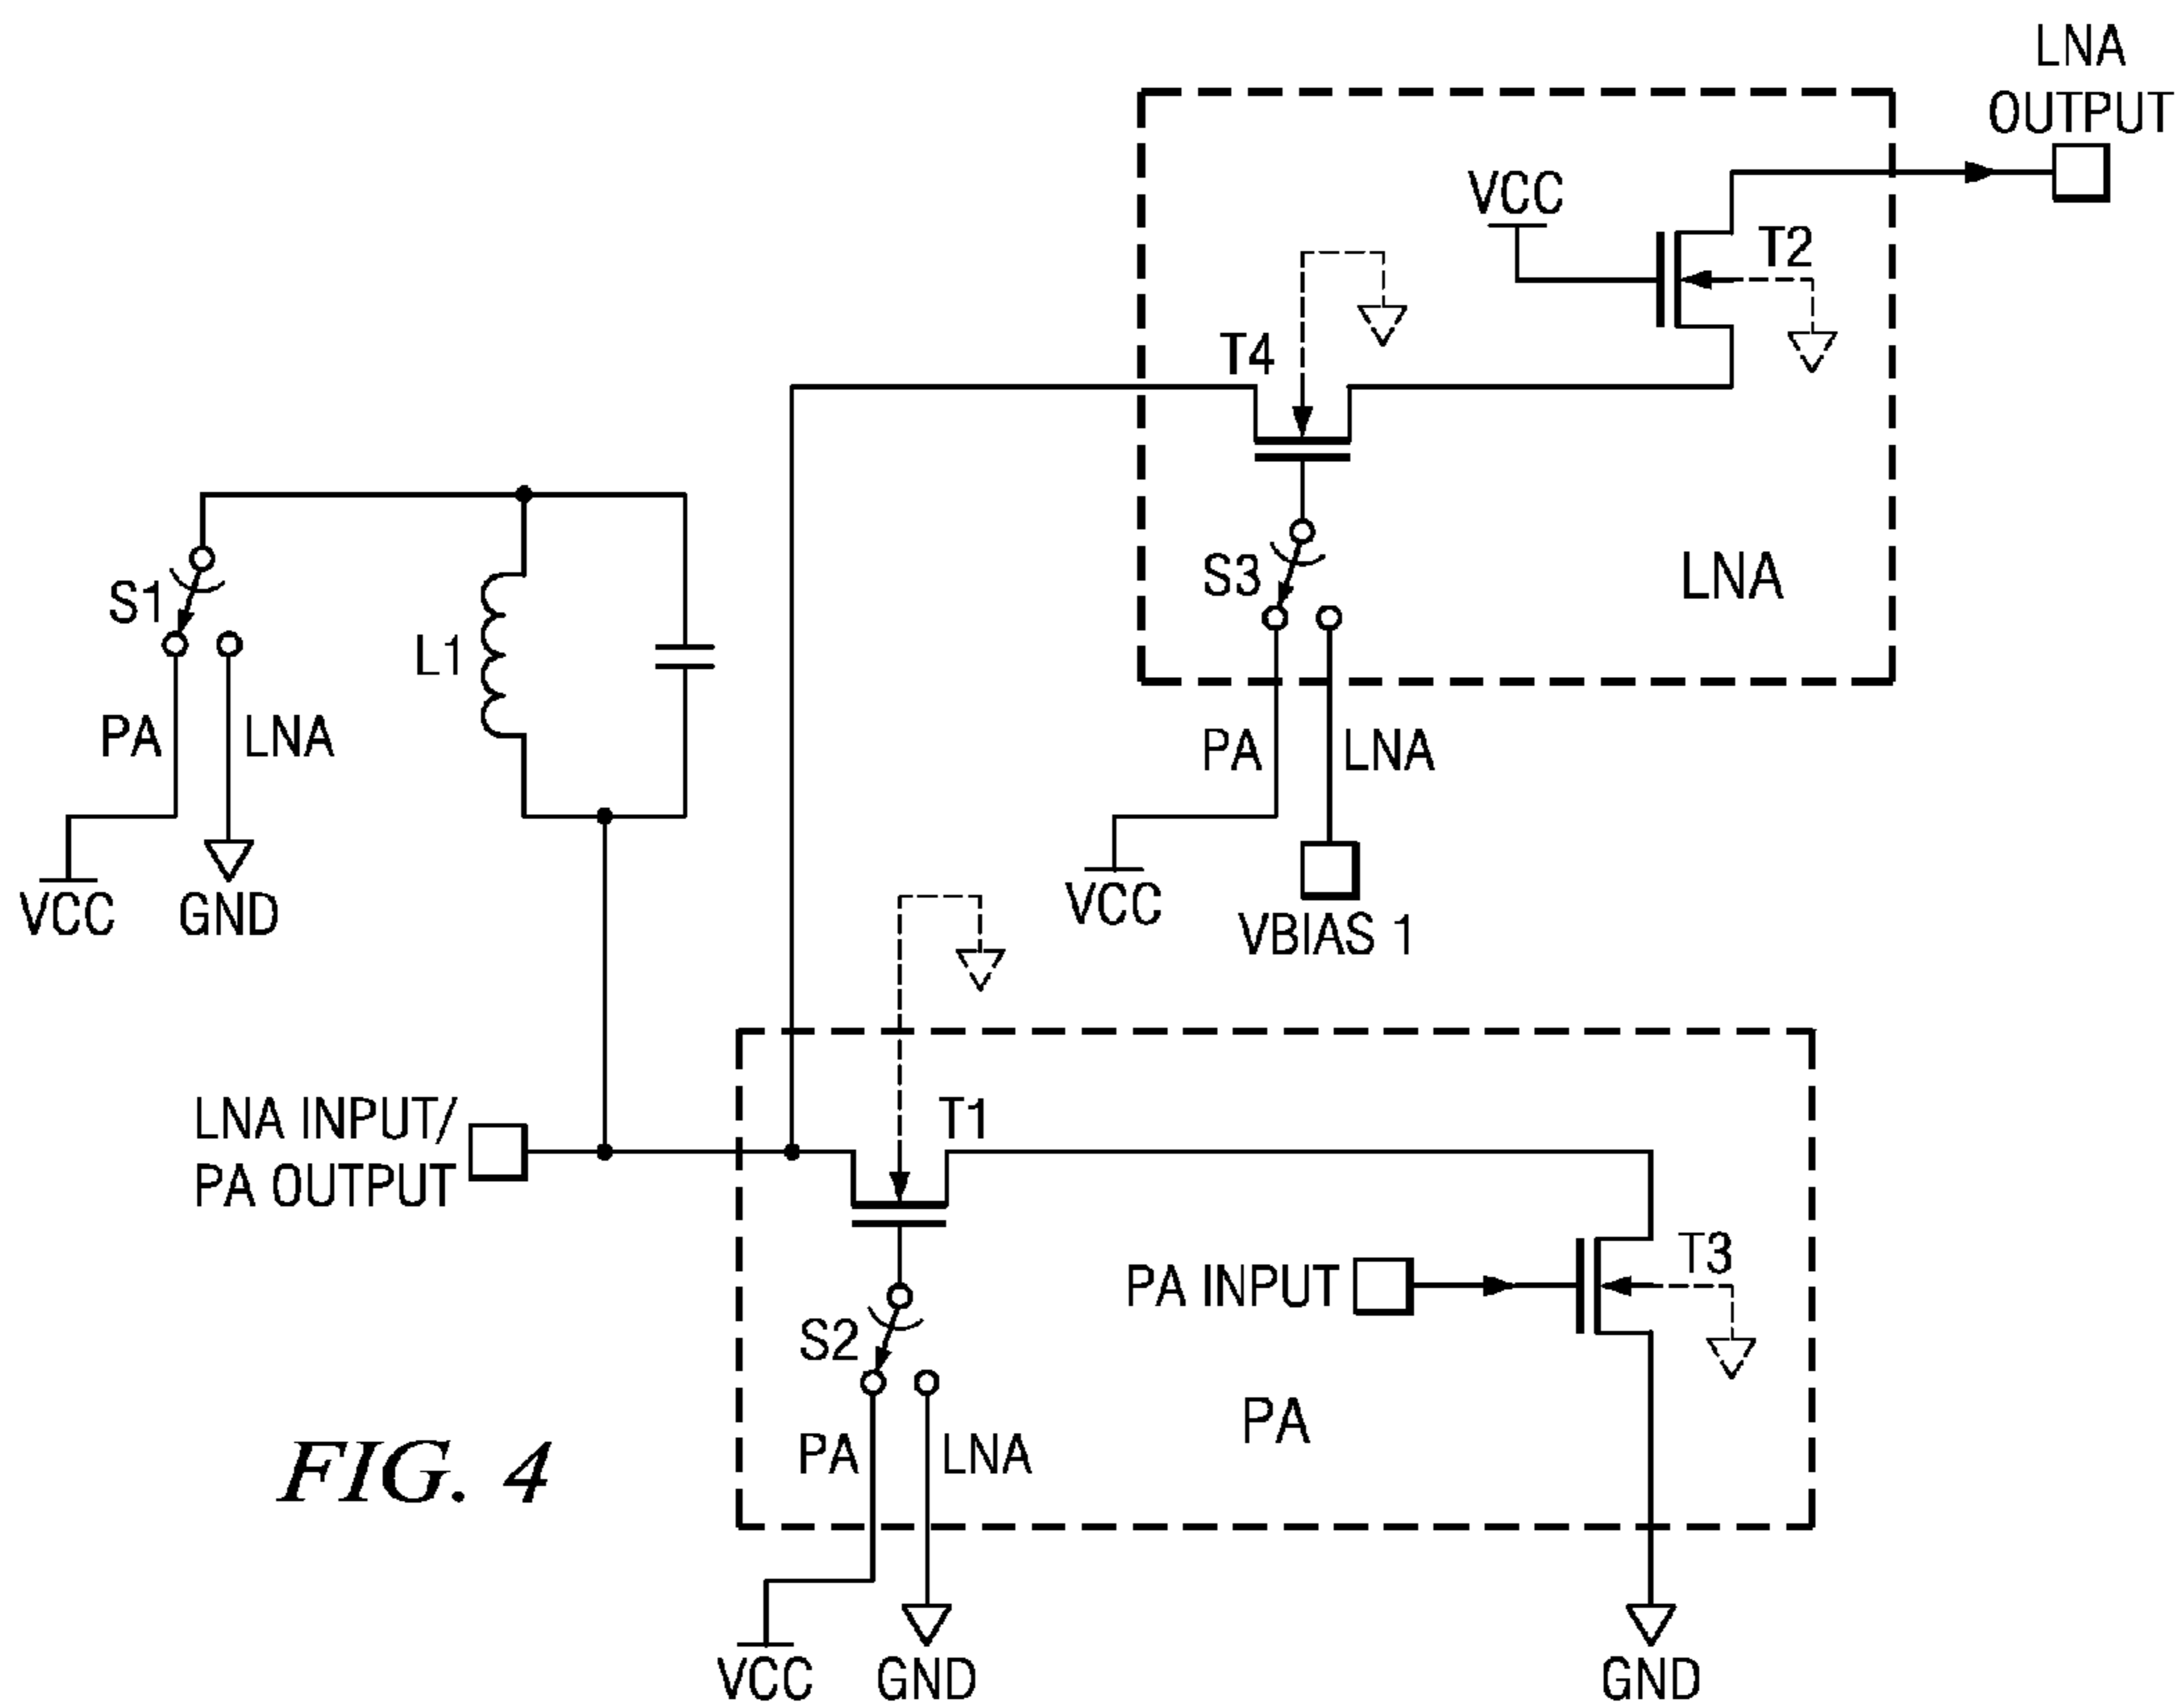 LNA
OUTPUT
VCC
T2
T4
S3
LNA
S1
L1
PA
LNA
PA
LNA
VCC
GND
VCC
VBIAS 1
LNA INPUT/
PA OUTPUT
T1
PA INPUT
T3
S2
PA
PA
LNA
FIG. 4
VCC
GND
GND